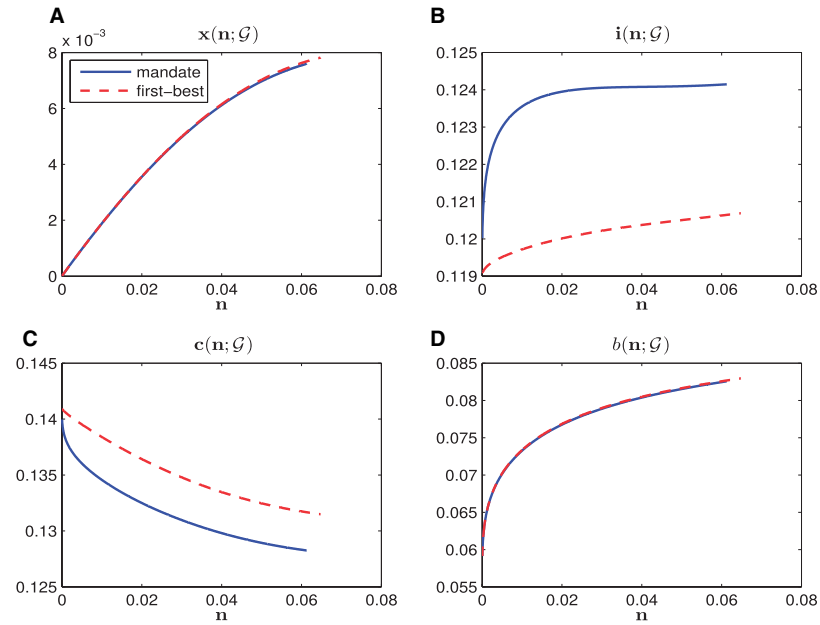 A
x(n; 𝒢)
x 10⁻³
8
6
4
2
0
mandate
first−best
0 0.02 0.04 0.06 0.08
n
B
i(n; 𝒢)
0.125
0.124
0.123
0.122
0.121
0.12
0.119
0 0.02 0.04 0.06 0.08
n
C
c(n; 𝒢)
0.145
0.14
0.135
0.13
0.125
0 0.02 0.04 0.06 0.08
n
D
b(n; 𝒢)
0.085
0.08
0.075
0.07
0.065
0.06
0.055
0 0.02 0.04 0.06 0.08
n